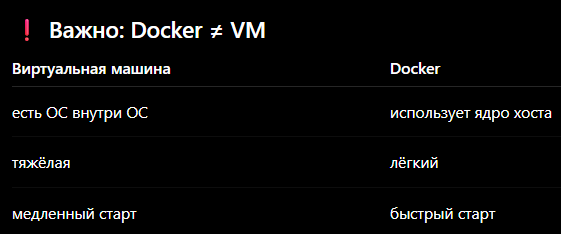 ❗ Важно: Docker ≠ VM
Виртуальная машина Docker
есть ОС внутри ОС использует ядро хоста
тяжёлая лёгкий
медленный старт быстрый старт